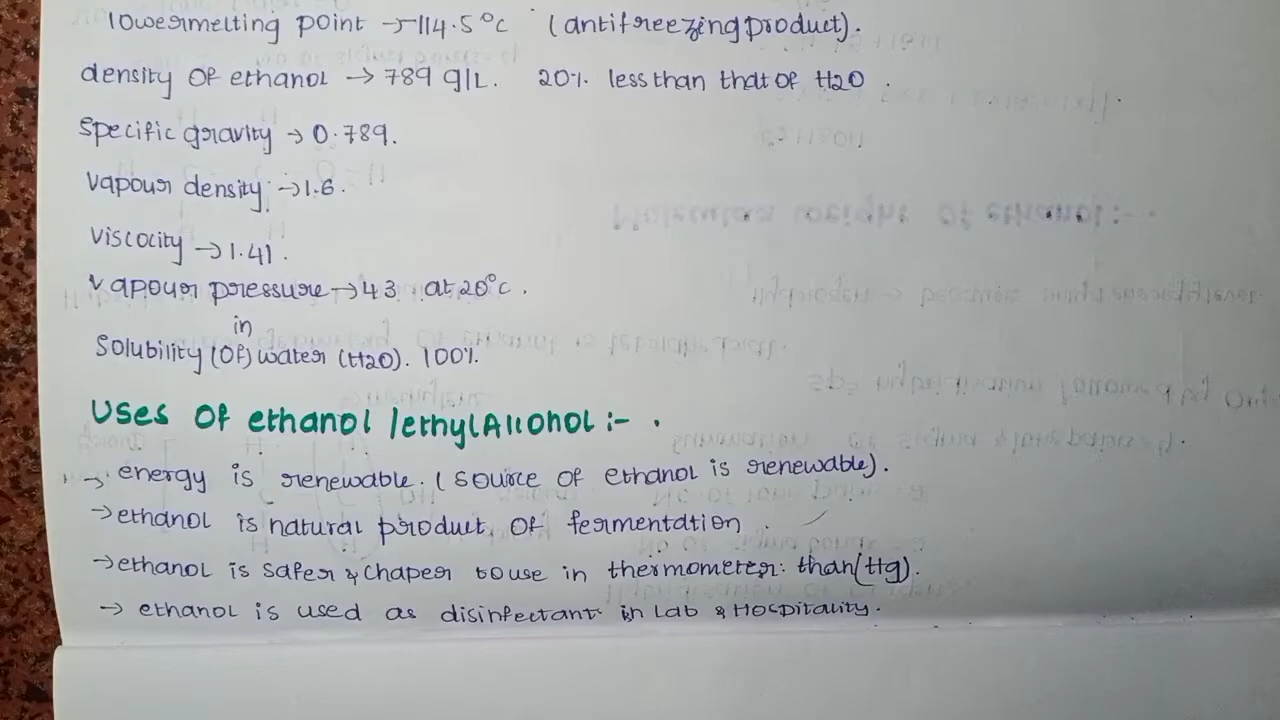 lowermelting point → -114.5°C (antifreezing product).
density Of ethanol → 789 g/L. 20%. less than that of H2O.
Specific gravity → 0.789.
Vapour density → 1.6.
Viscocity → 1.41.
Vapour pressure → 43 at 20°C.
in
Solubility (Of) water (H2O). 100%.
Uses Of ethanol /ethylAlcohol :- .
→ energy is renewable. (source of ethanol is renewable).
→ ethanol is natural product Of fermentation.
→ ethanol is safer & chaper to use in thermometer: than (Hg).
→ ethanol is used as disinfectant in Lab & Hospitality.